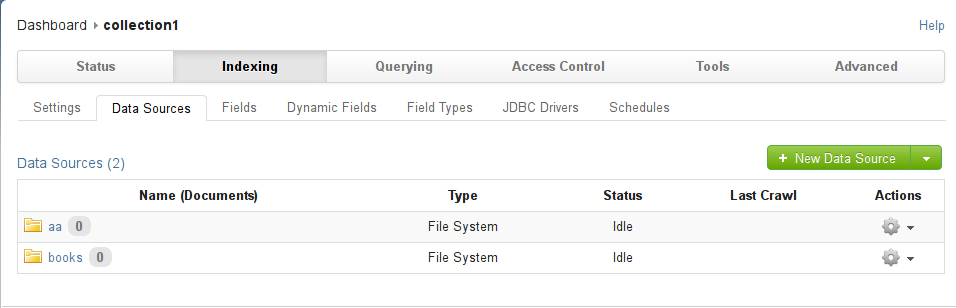 Dashboard collection1 Help
Status Indexing Querying Access Control Tools Advanced
Settings Data Sources Fields Dynamic Fields Field Types JDBC Drivers Schedules
Data Sources (2) + New Data Source
Name (Documents) Type Status Last Crawl Actions
aa 0 File System Idle
books 0 File System Idle